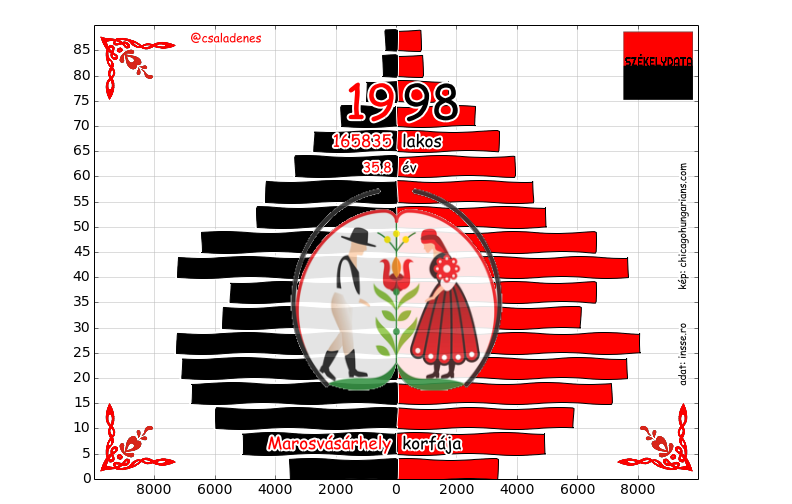 @csaladenes
SZÉKELYDATA
1998
165835 lakos
35.8 év
kép: chicagohungarians.com
adat: insse.ro
Marosvásárhely korfája
85
80
75
70
65
60
55
50
45
40
35
30
25
20
15
10
5
0
8000 6000 4000 2000 0 2000 4000 6000 8000